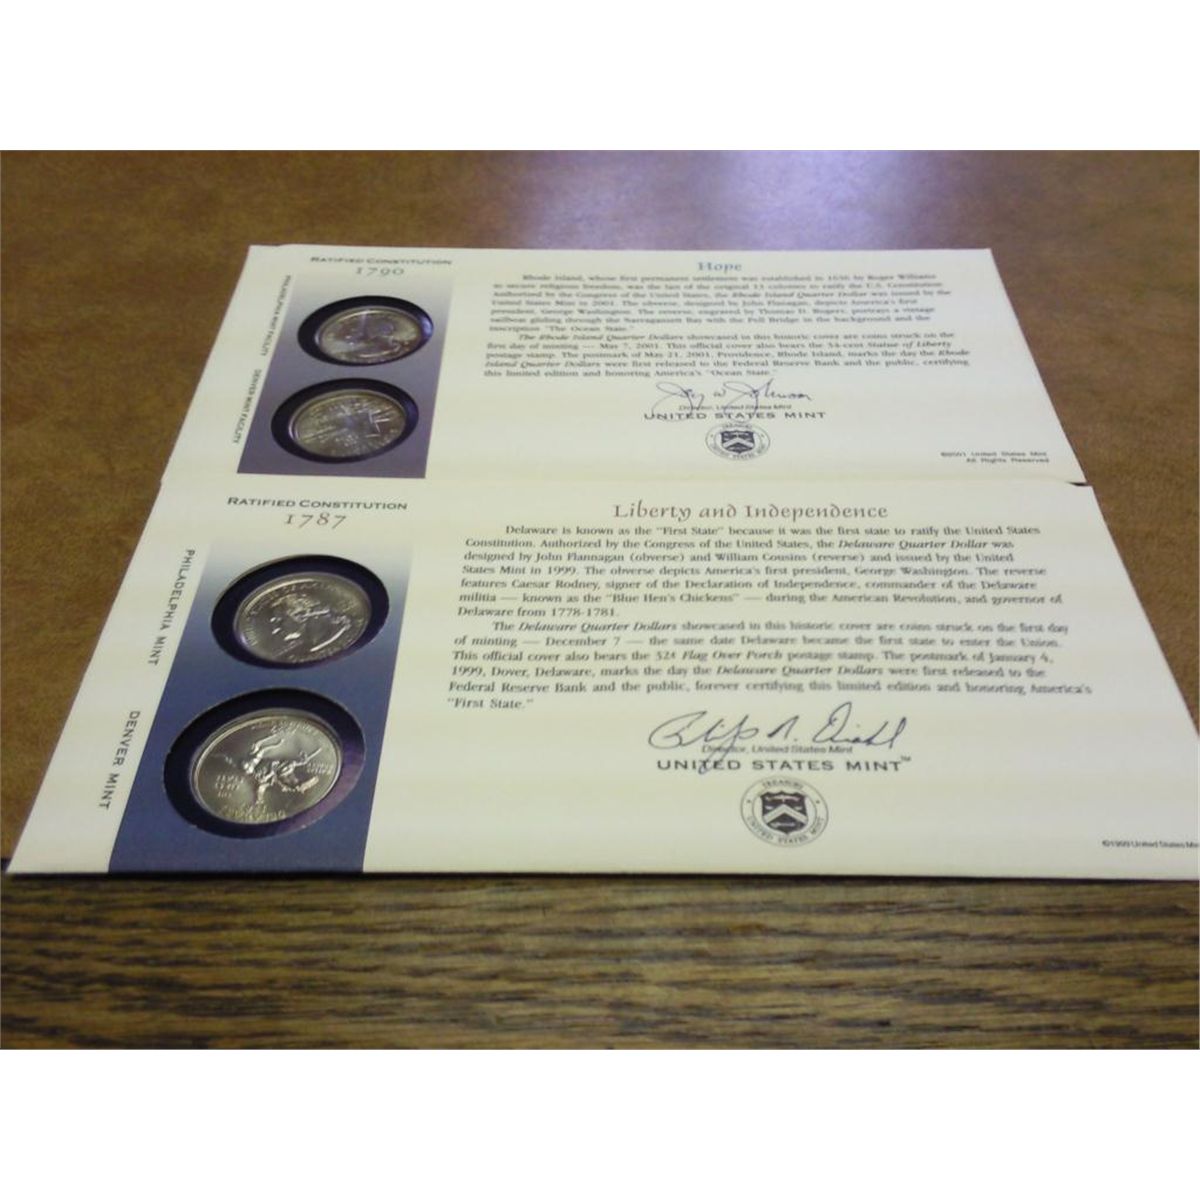 RATIFIED CONSTITUTION
1790
PHILADELPHIA MINT FACILITY
DENVER MINT FACILITY
Hope
Rhode Island, whose first permanent settlement was established in 1636 by Roger Williams
to secure religious freedom, was the last of the original 13 colonies to ratify the U.S. Constitution.
Authorized by the Congress of the United States, the Rhode Island Quarter Dollar was issued by the
United States Mint in 2001. The obverse, designed by John Flanagan, depicts America's first
president, George Washington. The reverse, engraved by Thomas D. Rogers, portrays a vintage
sailboat gliding through the Narragansett Bay with the Pell Bridge in the background and the
inscription "The Ocean State."
The Rhode Island Quarter Dollars showcased in this historic cover are coins struck on the
first day of minting — May 7, 2001. This official cover also bears the 34-cent Statue of Liberty
postage stamp. The postmark of May 21, 2001, Providence, Rhode Island, marks the day the Rhode
Island Quarter Dollars were first released to the Federal Reserve Bank and the public, certifying
this limited edition and honoring America's "Ocean State."
Director, United States Mint
UNITED STATES MINT
©2001 United States Mint
All Rights Reserved
RATIFIED CONSTITUTION
1787
PHILADELPHIA MINT
DENVER MINT
Liberty and Independence
Delaware is known as the "First State" because it was the first state to ratify the United States
Constitution. Authorized by the Congress of the United States, the Delaware Quarter Dollar was
designed by John Flannagan (obverse) and William Cousins (reverse) and issued by the United
States Mint in 1999. The obverse depicts America's first president, George Washington. The reverse
features Caesar Rodney, signer of the Declaration of Independence, commander of the Delaware
militia — known as the "Blue Hen's Chickens" — during the American Revolution, and governor of
Delaware from 1778-1781.
The Delaware Quarter Dollars showcased in this historic cover are coins struck on the first day
of minting — December 7 — the same date Delaware became the first state to enter the Union.
This official cover also bears the 32¢ Flag Over Porch postage stamp. The postmark of January 4,
1999, Dover, Delaware, marks the day the Delaware Quarter Dollars were first released to the
Federal Reserve Bank and the public, forever certifying this limited edition and honoring America's
"First State."
Director, United States Mint
UNITED STATES MINT™
TREASURY
UNITED STATES MINT
©1999 United States Mi